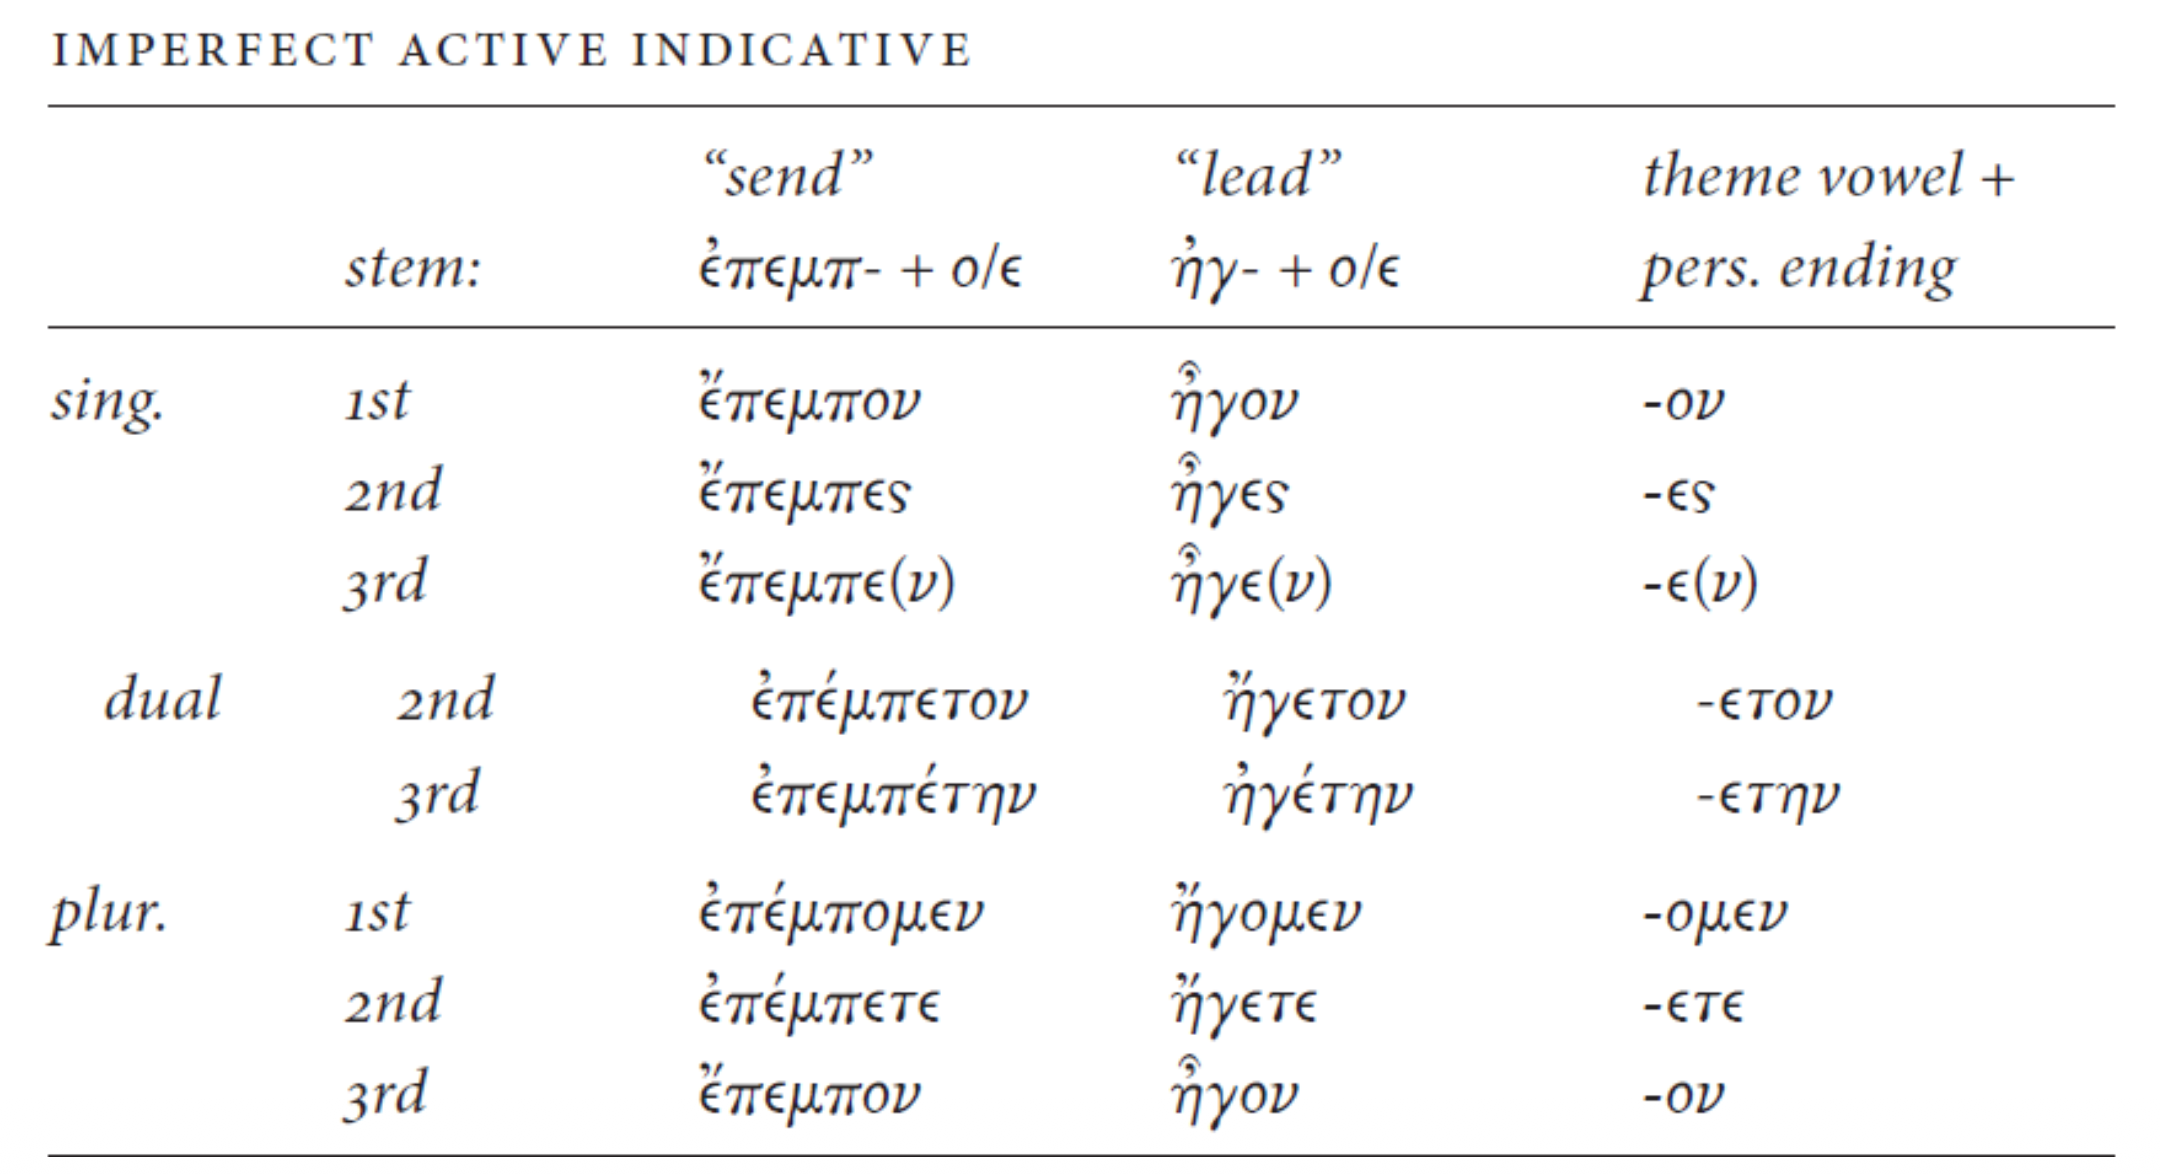 IMPERFECT ACTIVE INDICATIVE
“send” “lead” theme vowel +
stem: ἐπεμπ- + ο/ε ἠγ- + ο/ε pers. ending
sing. 1st ἔπεμπον ἦγον -ον
2nd ἔπεμπες ἦγες -ες
3rd ἔπεμπε(ν) ἦγε(ν) -ε(ν)
dual 2nd ἐπέμπετον ἤγετον -ετον
3rd ἐπεμπέτην ἠγέτην -ετην
plur. 1st ἐπέμπομεν ἤγομεν -ομεν
2nd ἐπέμπετε ἤγετε -ετε
3rd ἔπεμπον ἦγον -ον